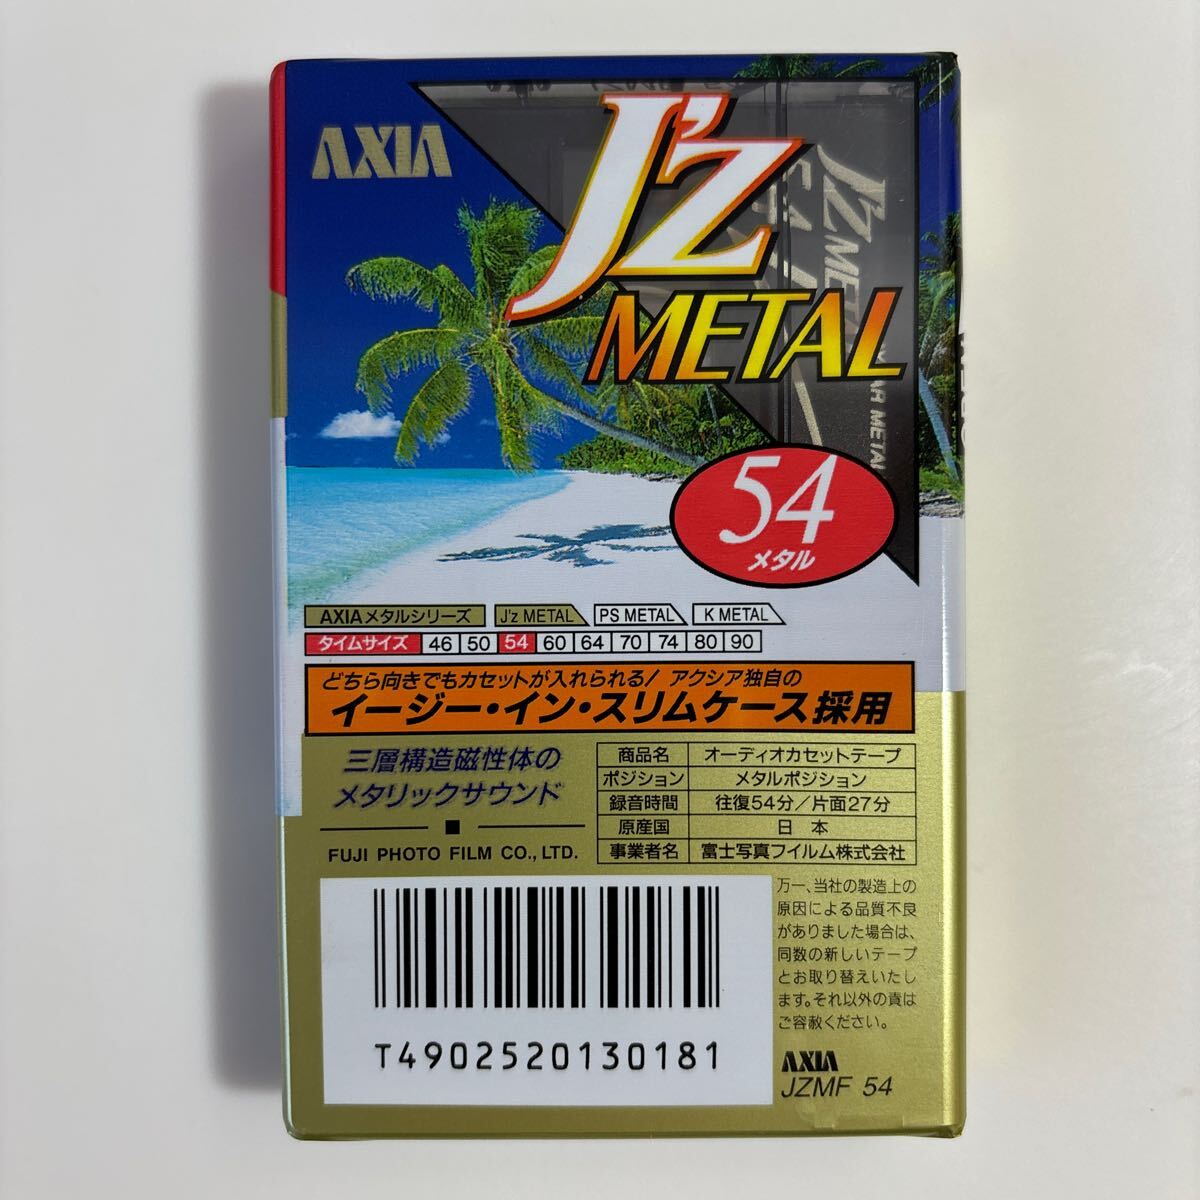 AXIA
J'z
METAL
J'Z METAL
54
メタル
AXIAメタルシリーズ J'z METAL PS METAL K METAL
タイムサイズ 46 50 54 60 64 70 74 80 90
どちら向きでもカセットが入れられる! アクシア独自の
イージー・イン・スリムケース採用
三層構造磁性体の
メタリックサウンド
FUJI PHOTO FILM CO., LTD.
商品名 オーディオカセットテープ
ポジション メタルポジション
録音時間 往復54分/片面27分
原産国 日本
事業者名 富士写真フイルム株式会社
万一、当社の製造上の
原因による品質不良
がありました場合は、
同数の新しいテープ
とお取り替えいたし
ます。それ以外の責は
ご容赦ください。
T4902520130181
AXIA
JZMF 54